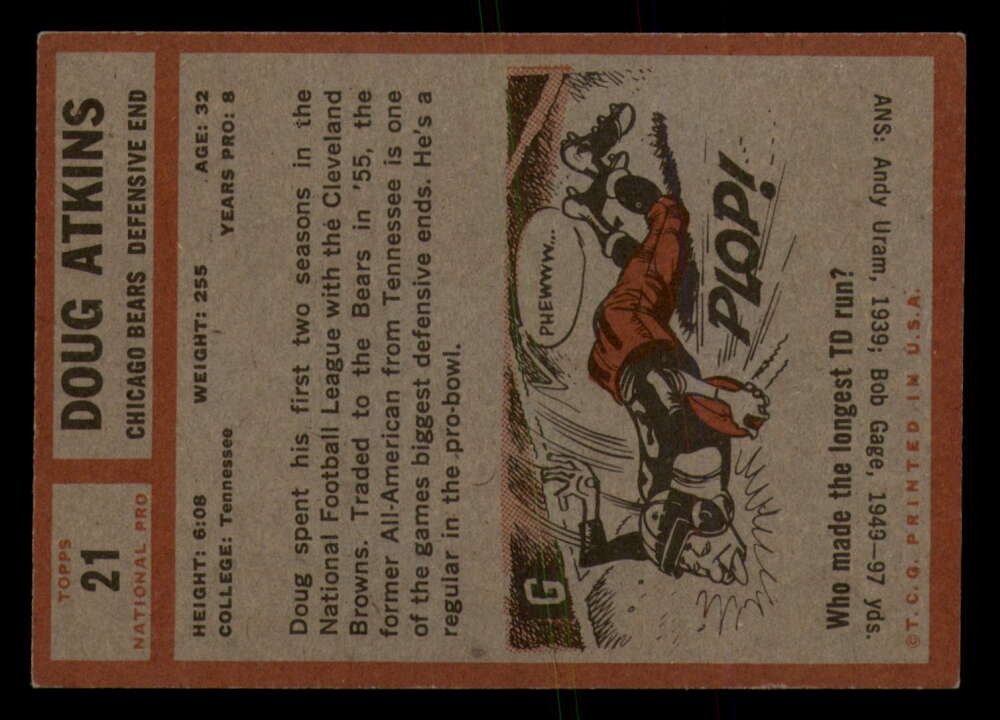 TOPPS
21
NATIONAL PRO
DOUG ATKINS
CHICAGO BEARS DEFENSIVE END
HEIGHT: 6:08 WEIGHT: 255 AGE: 32
COLLEGE: Tennessee YEARS PRO: 8
Doug spent his first two seasons in the
National Football League with the Cleveland
Browns. Traded to the Bears in '55, the
former All-American from Tennessee is one
of the games biggest defensive ends. He's a
regular in the pro-bowl.
G
PHEWWW...
PLOP!
Who made the longest TD run?
ANS: Andy Uram, 1939; Bob Gage, 1949–97 yds.
©T.C.G. PRINTED IN U.S.A.